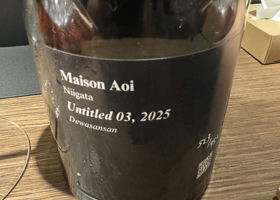 Maison Aoi
Niigata
Untitled 03, 2025
Dewasansan